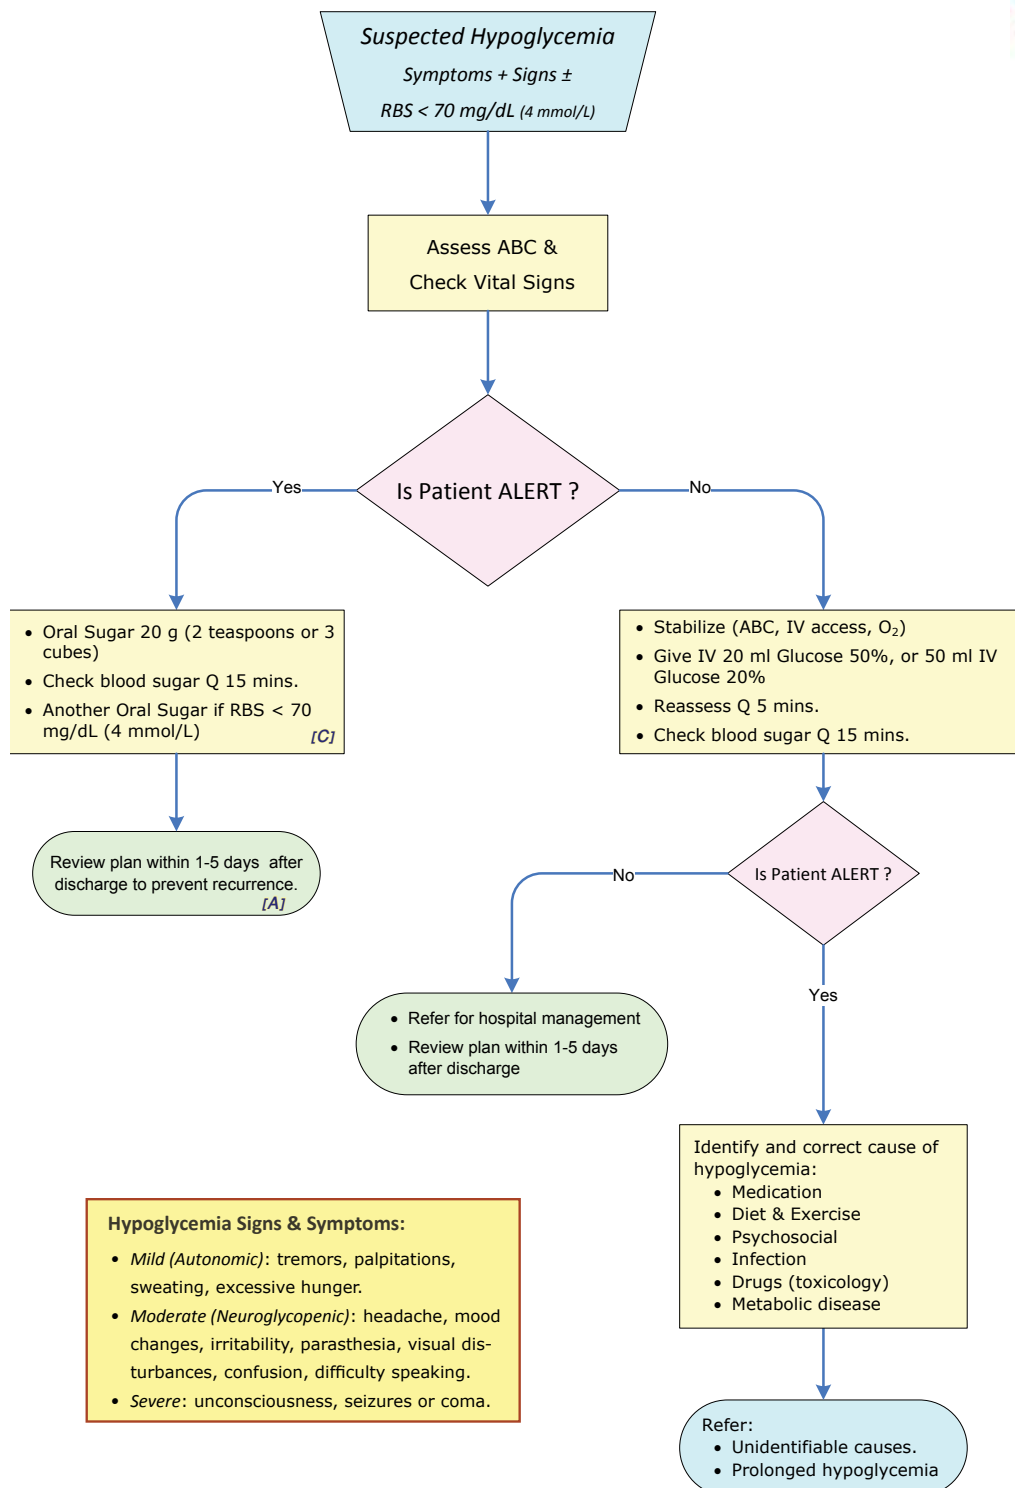 Suspected Hypoglycemia
Symptoms + Signs ±
RBS < 70 mg/dL (4 mmol/L)
Assess ABC &
Check Vital Signs
Is Patient ALERT ?
Yes
No
• Oral Sugar 20 g (2 teaspoons or 3
cubes)
• Check blood sugar Q 15 mins.
• Another Oral Sugar if RBS < 70
mg/dL (4 mmol/L)
[C]
• Stabilize (ABC, IV access, O₂)
• Give IV 20 ml Glucose 50%, or 50 ml IV
Glucose 20%
• Reassess Q 5 mins.
• Check blood sugar Q 15 mins.
Review plan within 1-5 days after
discharge to prevent recurrence.
[A]
Is Patient ALERT ?
No
Yes
• Refer for hospital management
• Review plan within 1-5 days
after discharge
Identify and correct cause of
hypoglycemia:
• Medication
• Diet & Exercise
• Psychosocial
• Infection
• Drugs (toxicology)
• Metabolic disease
Hypoglycemia Signs & Symptoms:
• Mild (Autonomic): tremors, palpitations,
sweating, excessive hunger.
• Moderate (Neuroglycopenic): headache, mood
changes, irritability, parasthesia, visual dis-
turbances, confusion, difficulty speaking.
• Severe: unconsciousness, seizures or coma.
Refer:
• Unidentifiable causes.
• Prolonged hypoglycemia